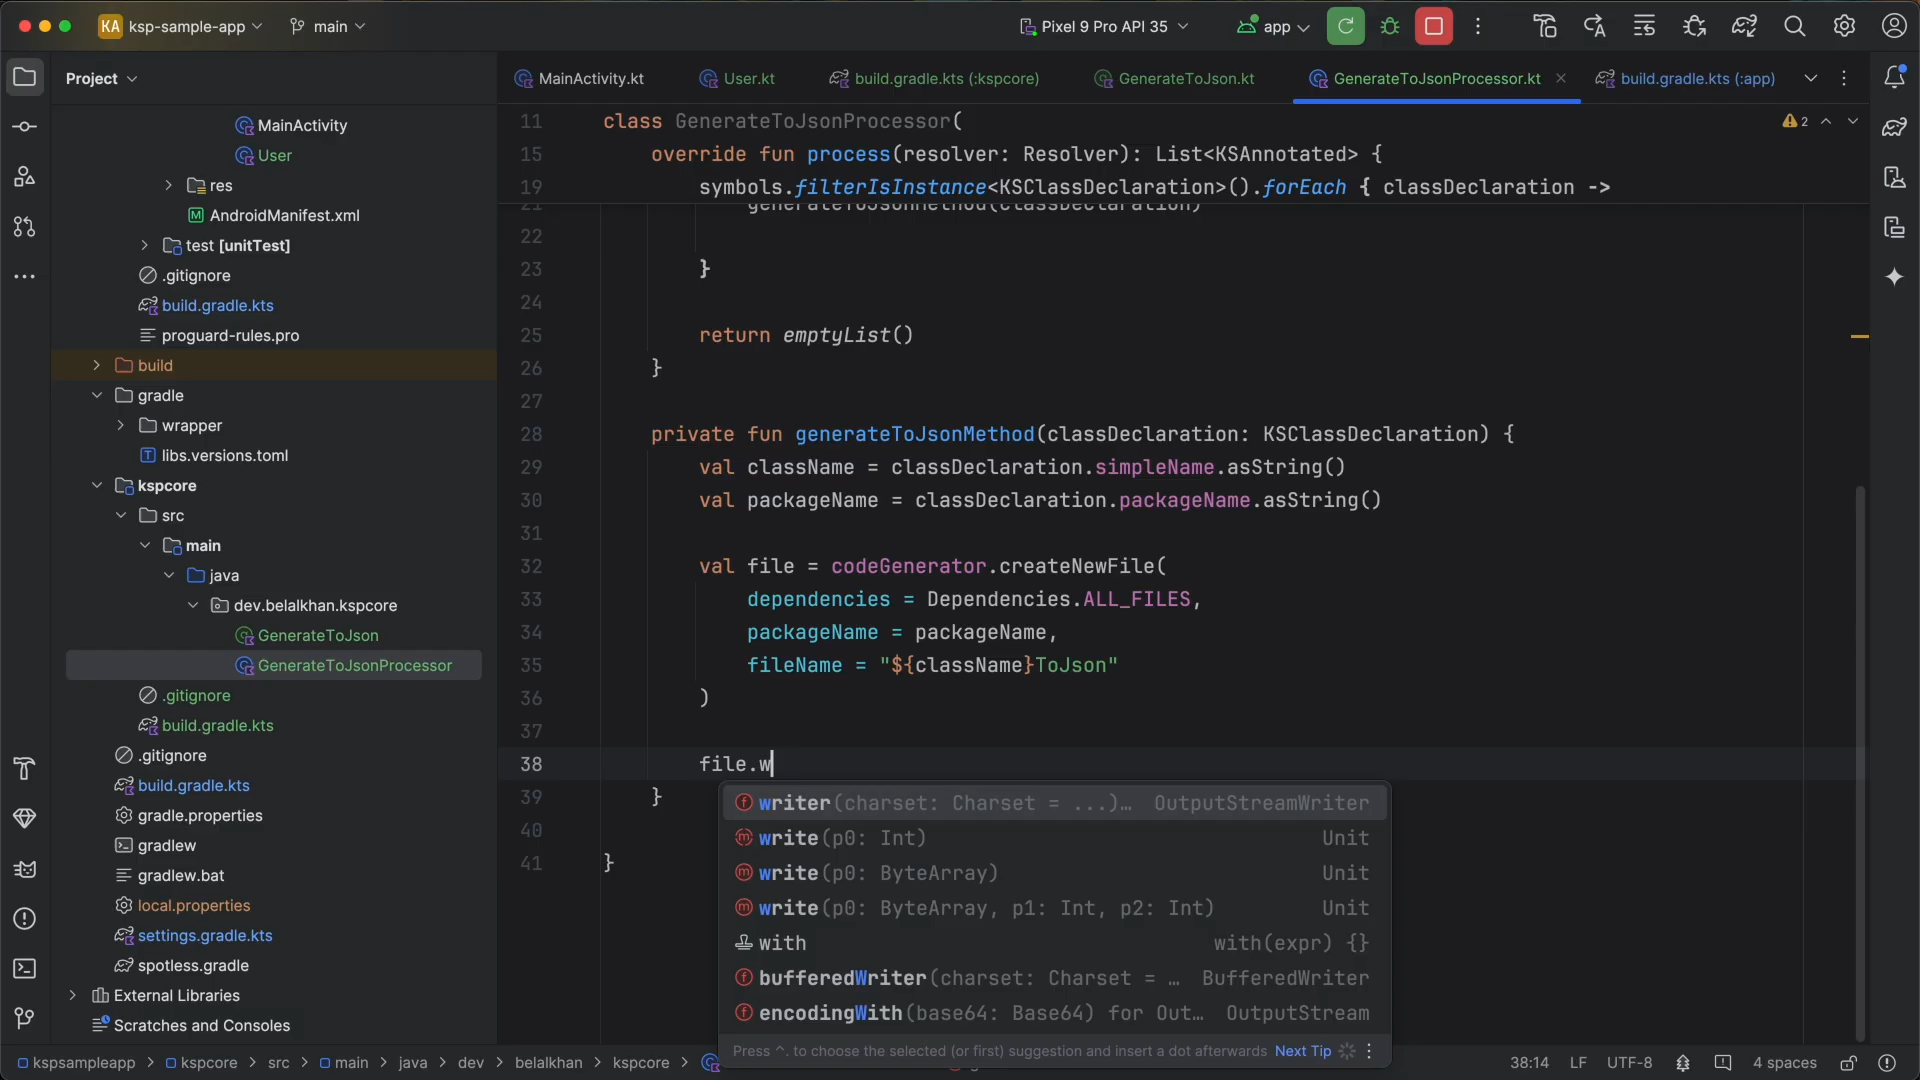 KA ksp-sample-app main Pixel 9 Pro API 35 app
Project
MainActivity.kt User.kt build.gradle.kts (:kspcore) GenerateToJson.kt GenerateToJsonProcessor.kt build.gradle.kts (:app)
MainActivity
User
res
AndroidManifest.xml
test [unitTest]
.gitignore
build.gradle.kts
proguard-rules.pro
build
gradle
wrapper
libs.versions.toml
kspcore
src
main
java
dev.belalkhan.kspcore
GenerateToJson
GenerateToJsonProcessor
.gitignore
build.gradle.kts
.gitignore
build.gradle.kts
gradle.properties
gradlew
gradlew.bat
local.properties
settings.gradle.kts
spotless.gradle
External Libraries
Scratches and Consoles
11 class GenerateToJsonProcessor(
2
15 override fun process(resolver: Resolver): List<KSAnnotated> {
19 symbols.filterIsInstance<KSClassDeclaration>().forEach { classDeclaration ->
21 generateToJsonMethod(classDeclaration)
22
23 }
24
25 return emptyList()
26 }
27
28 private fun generateToJsonMethod(classDeclaration: KSClassDeclaration) {
29 val className = classDeclaration.simpleName.asString()
30 val packageName = classDeclaration.packageName.asString()
31
32 val file = codeGenerator.createNewFile(
33 dependencies = Dependencies.ALL_FILES,
34 packageName = packageName,
35 fileName = "${className}ToJson"
36 )
37
38 file.w
39 }
40
41 }
writer(charset: Charset = ...)… OutputStreamWriter
write(p0: Int) Unit
write(p0: ByteArray) Unit
write(p0: ByteArray, p1: Int, p2: Int) Unit
with with(expr) {}
bufferedWriter(charset: Charset = … BufferedWriter
encodingWith(base64: Base64) for Out… OutputStream
Press ^. to choose the selected (or first) suggestion and insert a dot afterwards Next Tip
kspsampleapp > kspcore > src > main > java > dev > belalkhan > kspcore > 38:14 LF UTF-8 4 spaces